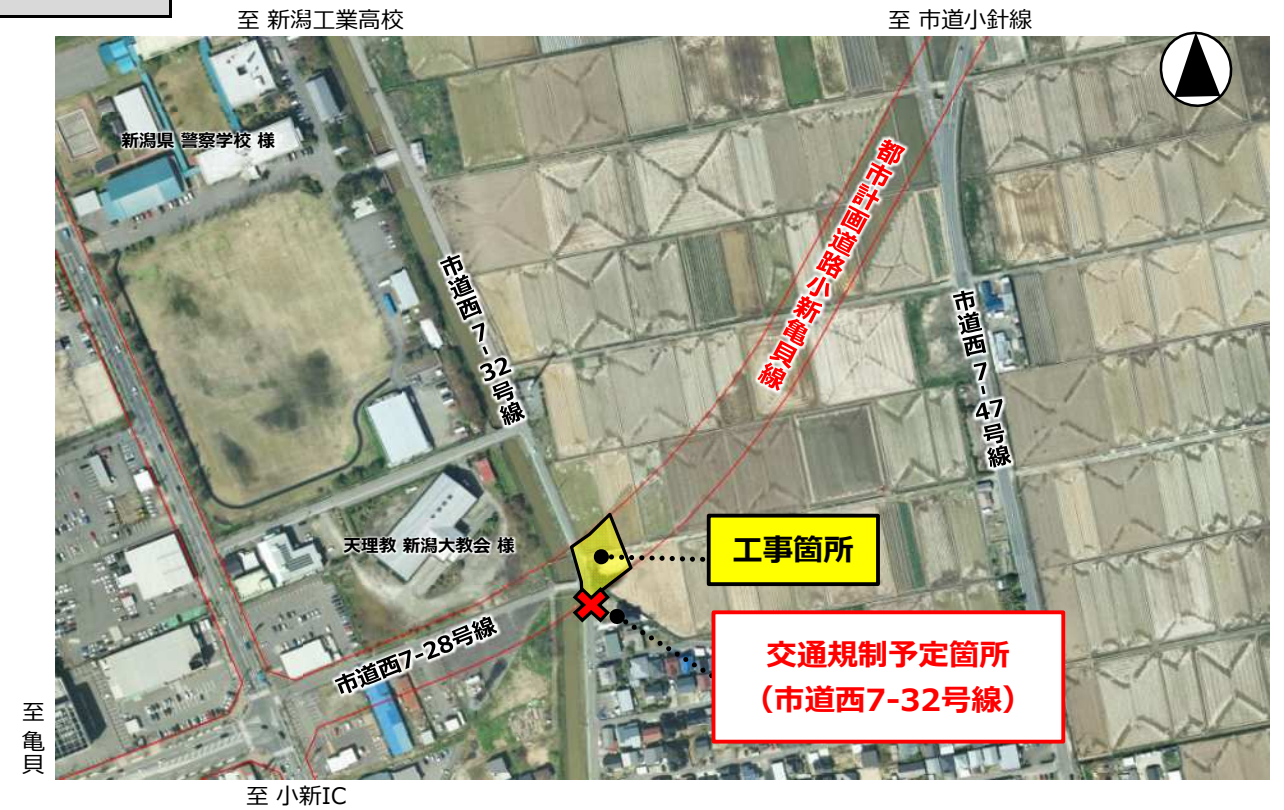 至 新潟工業高校
至 市道小針線
新潟県 警察学校 様
都市計画道路小新亀貝線
市道西7-32号線
市道西7-47号線
天理教 新潟大教会 様
工事箇所
市道西7-28号線
交通規制予定箇所
（市道西7-32号線）
至 亀貝
至 小新IC